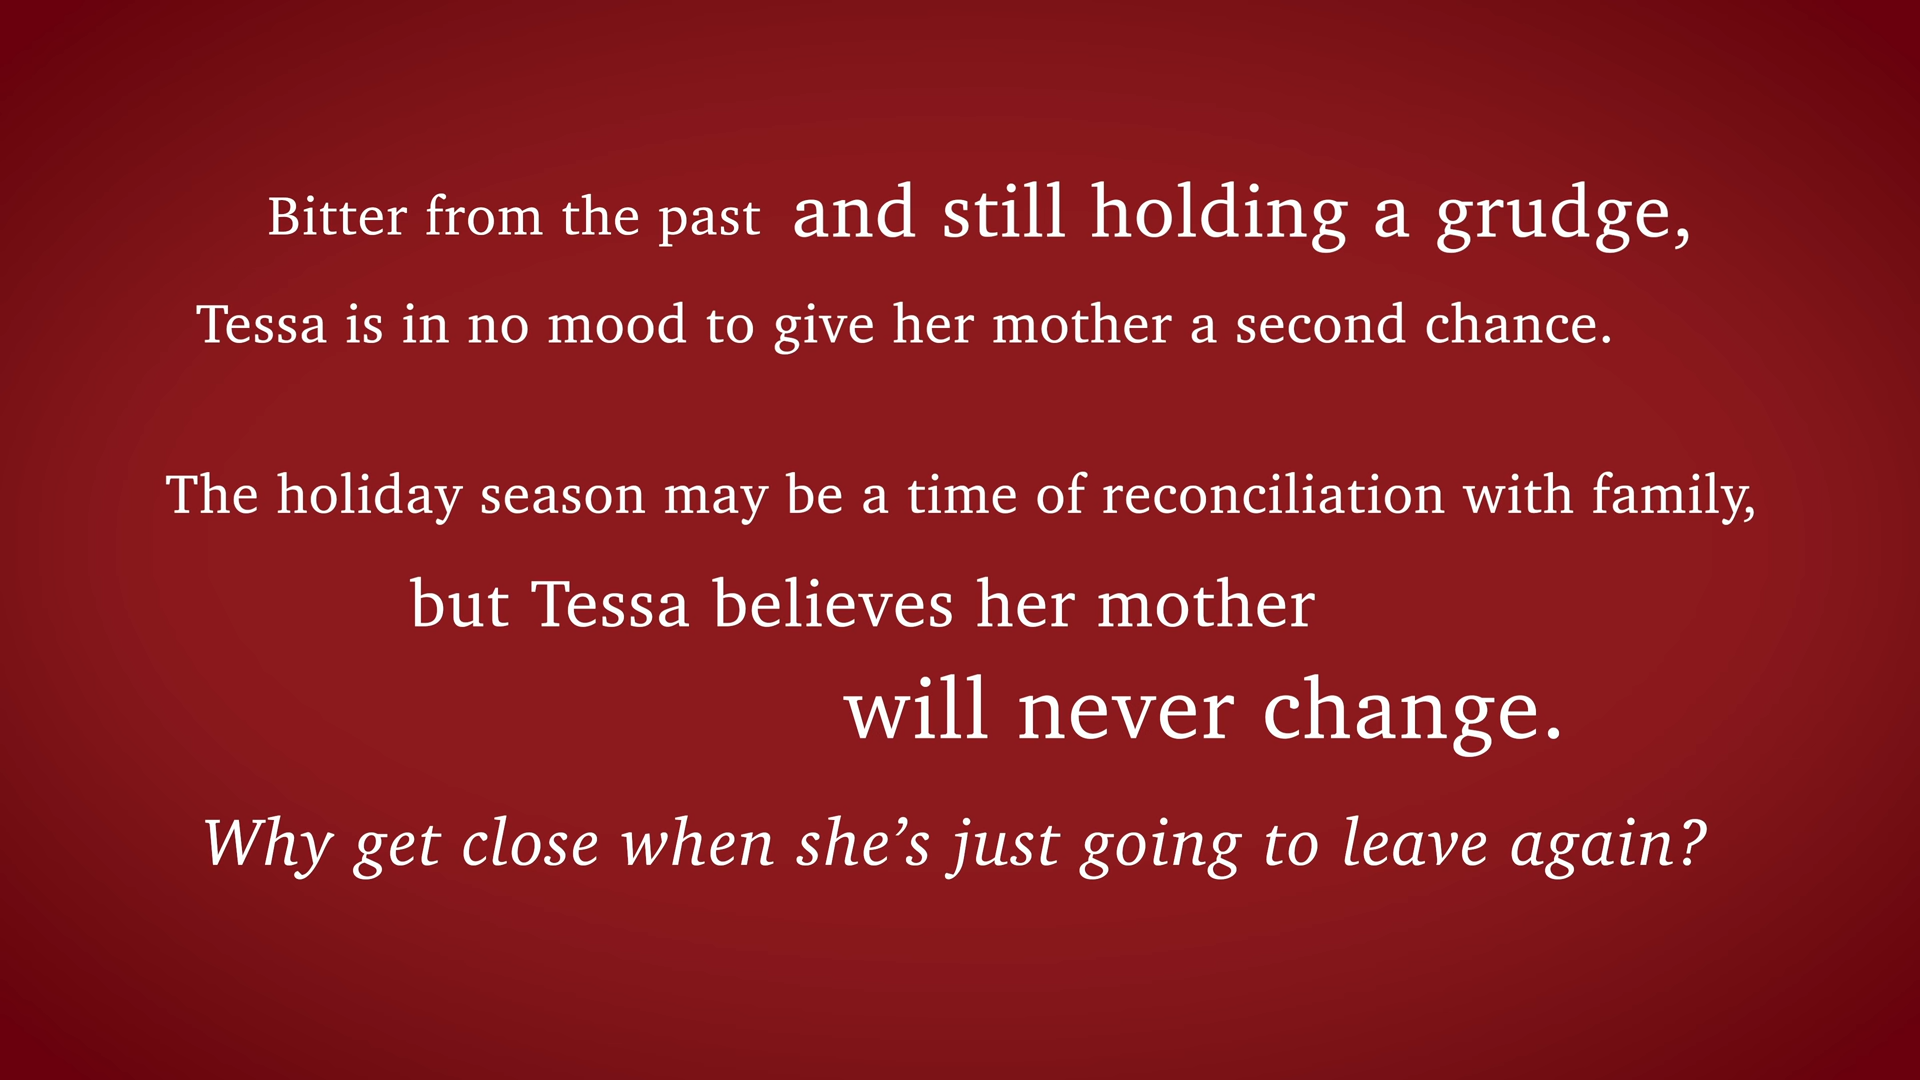 Bitter from the past and still holding a grudge,
Tessa is in no mood to give her mother a second chance.
The holiday season may be a time of reconciliation with family,
but Tessa believes her mother
will never change.
Why get close when she’s just going to leave again?